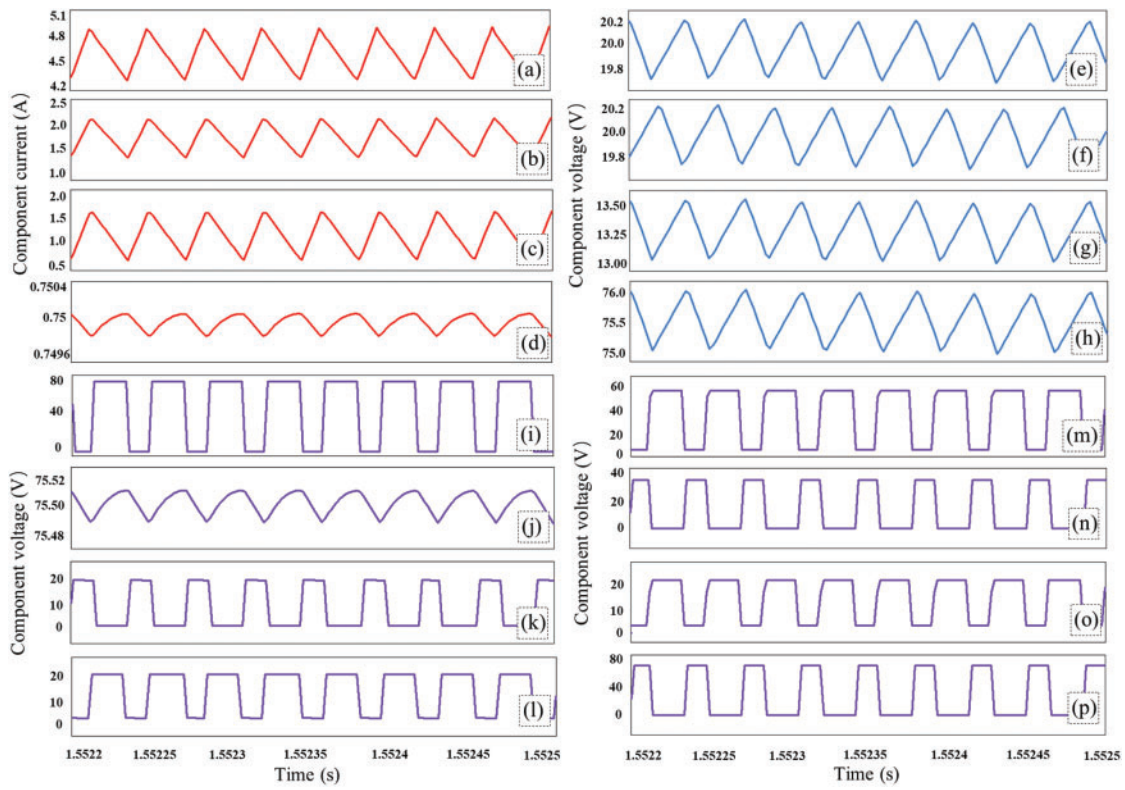 Component current (A)
5.1
4.8
4.5
4.2
(a)
2.5
2.0
1.5
1.0
(b)
2.0
1.5
1.0
0.5
(c)
0.7504
0.75
0.7496
(d)
Component voltage (V)
80
40
0
(i)
75.52
75.50
75.48
(j)
20
10
0
(k)
20
10
0
(l)
1.5522 1.55225 1.5523 1.55235 1.5524 1.55245 1.5525
Time (s)
Component voltage (V)
20.2
20.0
19.8
(e)
20.2
20.0
19.8
(f)
13.50
13.25
13.00
(g)
76.0
75.5
75.0
(h)
Component voltage (V)
60
40
20
0
(m)
40
20
0
(n)
20
10
0
(o)
80
40
0
(p)
1.5522 1.55225 1.5523 1.55235 1.5524 1.55245 1.5525
Time (s)